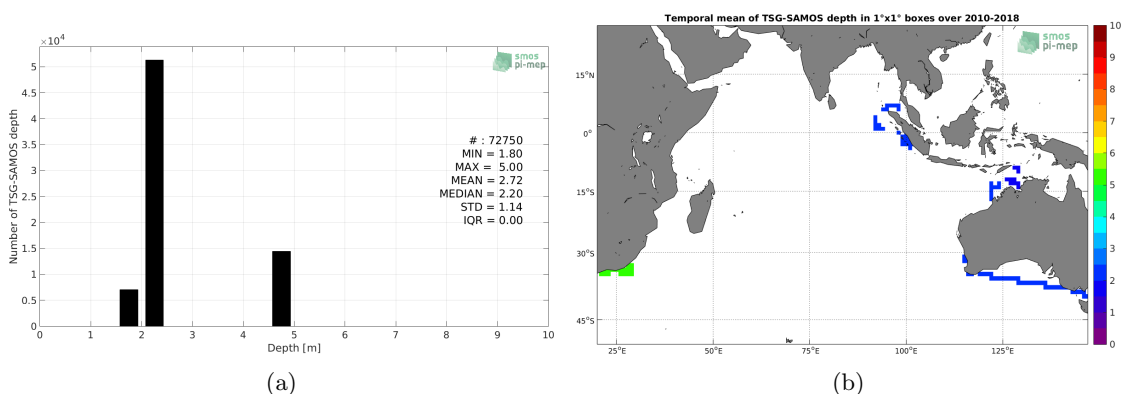 Temporal mean of TSG-SAMOS depth in 1°x1° boxes over 2010-2018
×10⁴
smos
pi-mep
5
4.5
4
3.5
3
2.5
2
1.5
1
0.5
0
Number of TSG-SAMOS depth
# : 72750
MIN = 1.80
MAX = 5.00
MEAN = 2.72
MEDIAN = 2.20
STD = 1.14
IQR = 0.00
0 1 2 3 4 5 6 7 8 9 10
Depth [m]
(a)
smos
pi-mep
15°N
0°
15°S
30°S
45°S
25°E 50°E 75°E 100°E 125°E
10
9
8
7
6
5
4
3
2
1
0
(b)